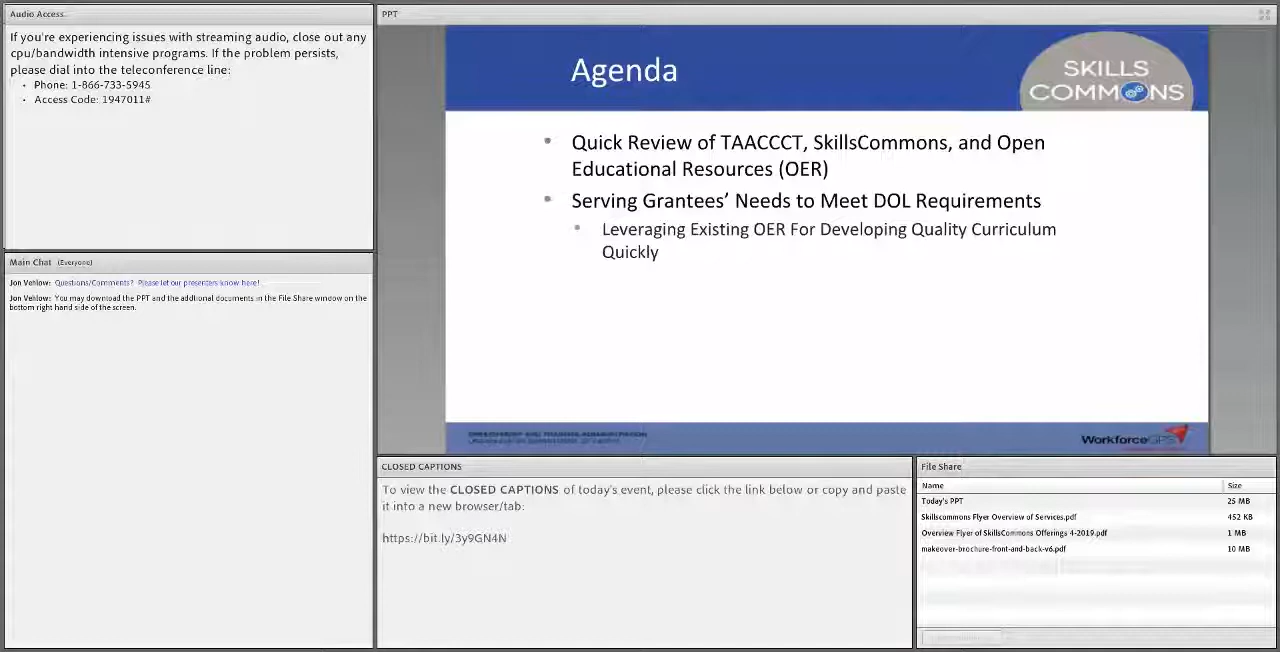 Audio Access
If you're experiencing issues with streaming audio, close out any
cpu/bandwidth intensive programs. If the problem persists,
please dial into the teleconference line:
• Phone: 1-866-733-5945
• Access Code: 1947011#
Main Chat (Everyone)
Jon Vehlow: Questions/Comments? Please let our presenters know here!
Jon Vehlow: You may download the PPT and the additional documents in the File Share window on the
bottom right hand side of the screen.
PPT
Agenda
SKILLS
COMMONS
• Quick Review of TAACCCT, SkillsCommons, and Open
Educational Resources (OER)
• Serving Grantees' Needs to Meet DOL Requirements
• Leveraging Existing OER For Developing Quality Curriculum
Quickly
EMPLOYMENT AND TRAINING ADMINISTRATION
WorkforceGPS
CLOSED CAPTIONS
To view the CLOSED CAPTIONS of today's event, please click the link below or copy and paste
it into a new browser/tab:
https://bit.ly/3y9GN4N
File Share
Name Size
Today's PPT 25 MB
Skillscommons Flyer Overview of Services.pdf 452 KB
Overview Flyer of SkillsCommons Offerings 4-2019.pdf 1 MB
makeover-brochure-front-and-back-v6.pdf 10 MB